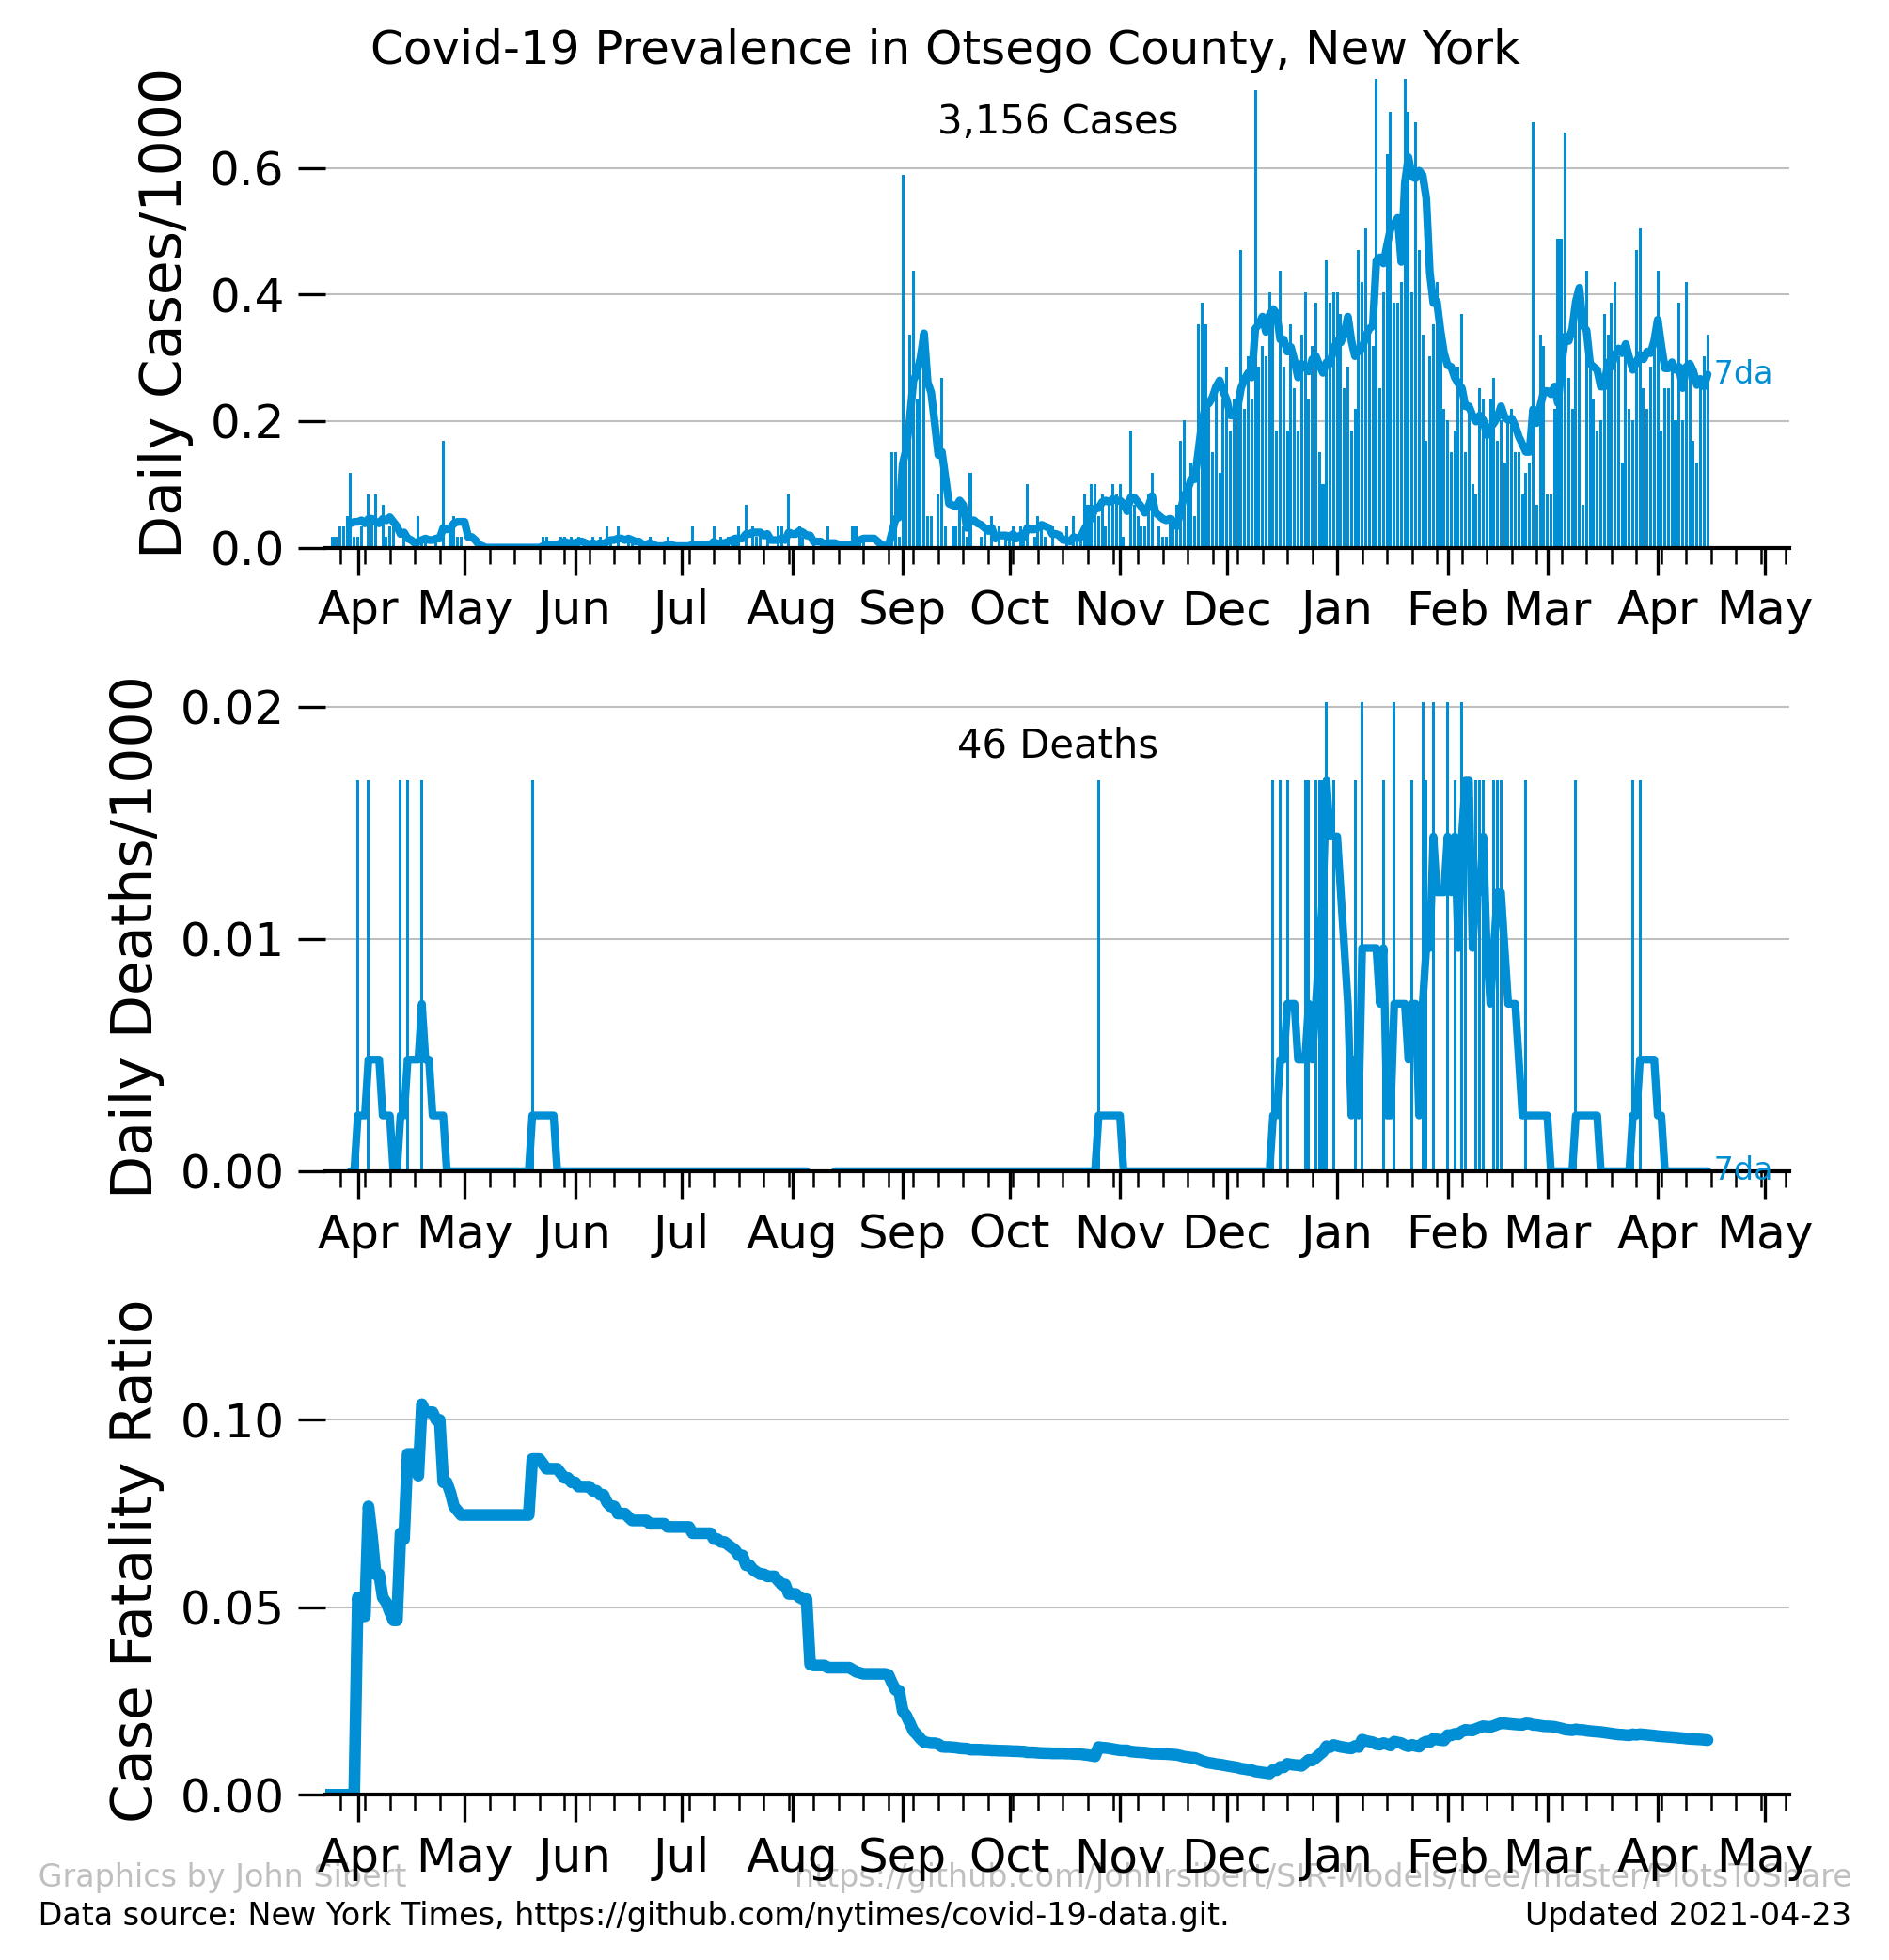 Covid-19 Prevalence in Otsego County, New York
Daily Cases/1000
3,156 Cases
0.6
0.4
0.2
0.0
7da
Apr May Jun Jul Aug Sep Oct Nov Dec Jan Feb Mar Apr May
Daily Deaths/1000
46 Deaths
0.02
0.01
0.00
7da
Apr May Jun Jul Aug Sep Oct Nov Dec Jan Feb Mar Apr May
Case Fatality Ratio
0.10
0.05
0.00
Apr May Jun Jul Aug Sep Oct Nov Dec Jan Feb Mar Apr May
Graphics by John Sibert https://github.com/johnrsibert/SIR-Models/tree/master/PlotsToShare
Data source: New York Times, https://github.com/nytimes/covid-19-data.git. Updated 2021-04-23